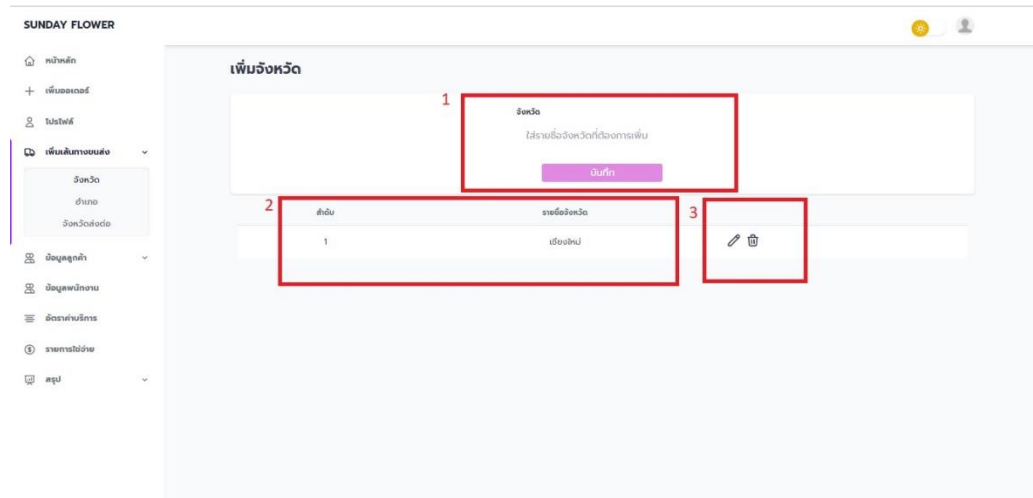 SUNDAY FLOWER
หน้าหลัก
เพิ่มออเดอร์
โปรไฟล์
เพิ่มเส้นทางขนส่ง
จังหวัด
อำเภอ
จังหวัดส่งต่อ
ข้อมูลลูกค้า
ข้อมูลพนักงาน
อัตราค่าบริการ
รายการใช้จ่าย
สรุป
เพิ่มจังหวัด
1
จังหวัด
ใส่รายชื่อจังหวัดที่ต้องการเพิ่ม
บันทึก
2
ลำดับ รายชื่อจังหวัด
3
1 เชียงใหม่